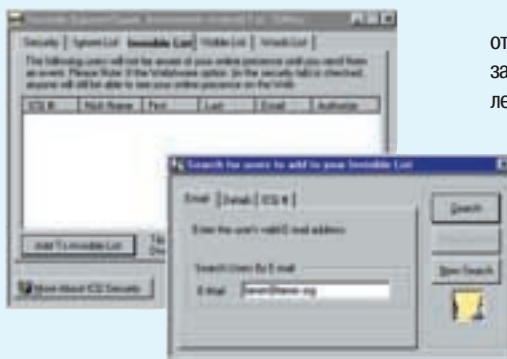 Security Ignore List Invisible List Visible List Words List
The following users will not be aware of your online presence until you send them
an event. Please Note: If the WebAware option (in the security tab) is checked,
anyone will still be able to see your online presence on the Web.
ICQ # Nick Name First Last Email Authorize
Add To Invisible List
More About ICQ Security
Search for users to add to your Invisible List
Email Details ICQ #
Enter the user's valid E-mail address
Search Users By E-mail
E-Mail
Search
New Search
от
за
ле